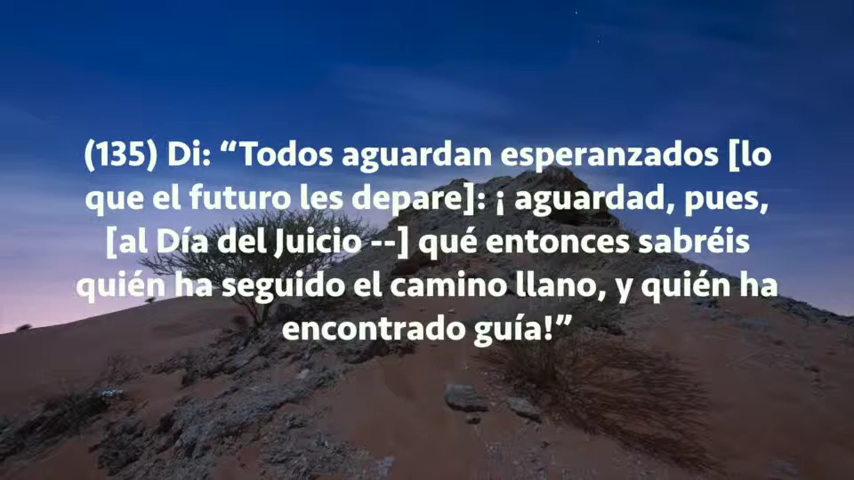 (135) Di: “Todos aguardan esperanzados [lo
que el futuro les depare]: ¡ aguardad, pues,
[al Día del Juicio --] qué entonces sabréis
quién ha seguido el camino llano, y quién ha
encontrado guía!”